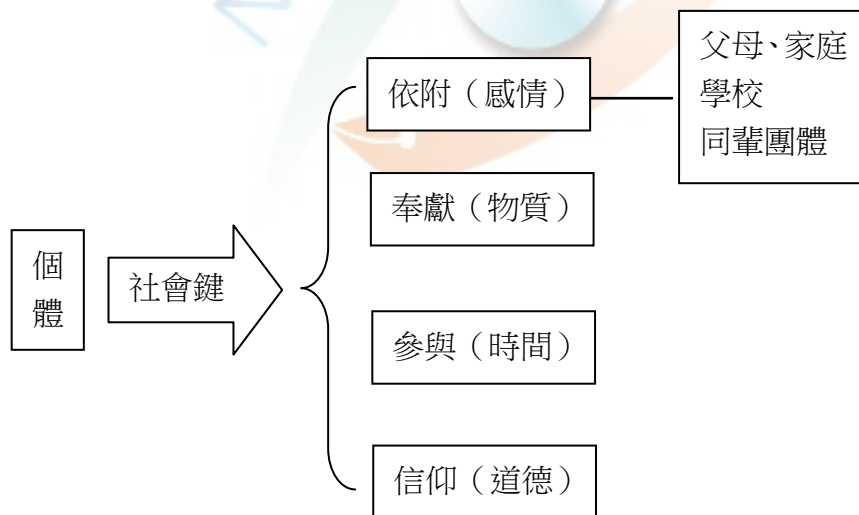 父母、家庭
學校
同輩團體
依附（感情）
奉獻（物質）
個
體
社會鍵
參與（時間）
信仰（道德）